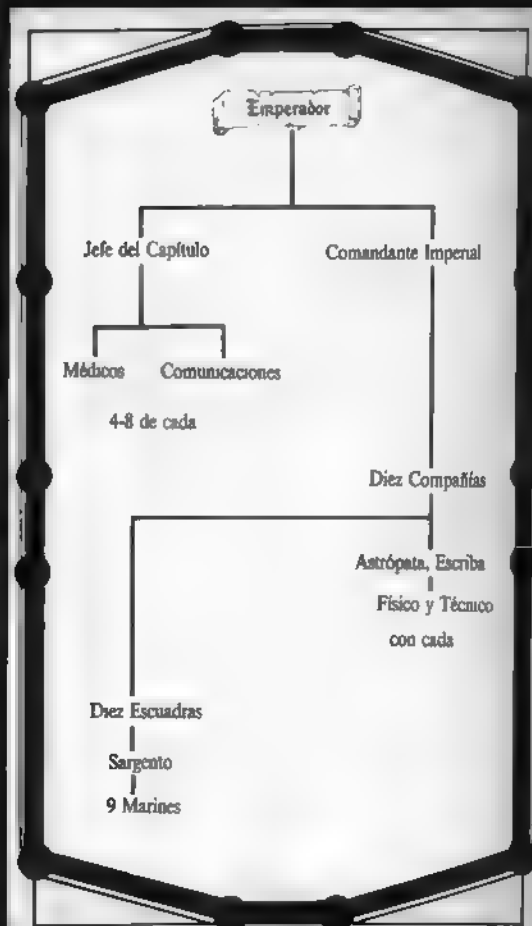 Emperador
Jefe del Capítulo
Comandante Imperial
Médicos
Comunicaciones
4-8 de cada
Diez Compañías
Astrópata, Escriba
Físico y Técnico
con cada
Diez Escuadras
Sargento
9 Marines